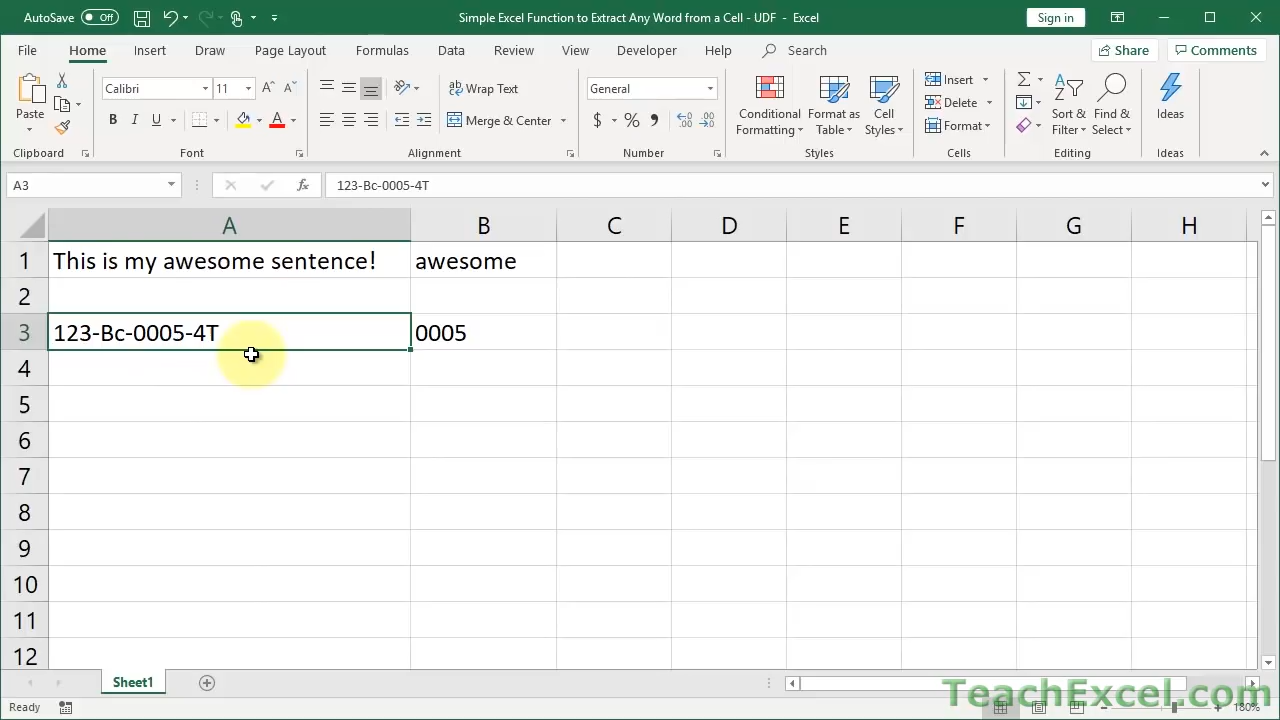 AutoSave Off Simple Excel Function to Extract Any Word from a Cell - UDF - Excel Sign in
File Home Insert Draw Page Layout Formulas Data Review View Developer Help Search Share Comments
Paste Calibri 11 A A ab Wrap Text General Conditional Formatting Format as Table Cell Styles Insert Σ Sort & Filter Find & Select Ideas
B I U A Merge & Center $ % , Delete
Format
Clipboard Font Alignment Number Styles Cells Editing Ideas
A3 fx 123-Bc-0005-4T
A B C D E F G H
1 This is my awesome sentence! awesome
2
3 123-Bc-0005-4T 0005
4
5
6
7
8
9
10
11
12
Sheet1
TeachExcel.com
Ready 180%